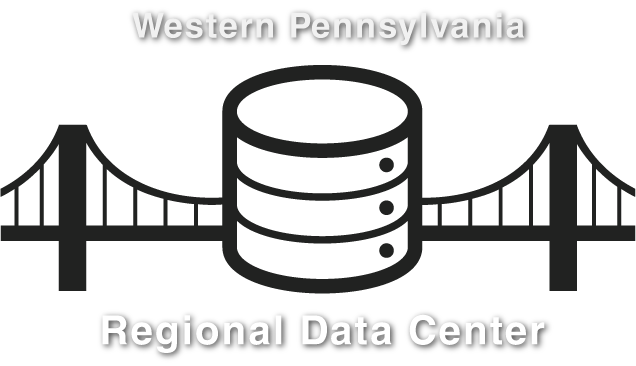 Western Pennsylvania
Regional Data Center